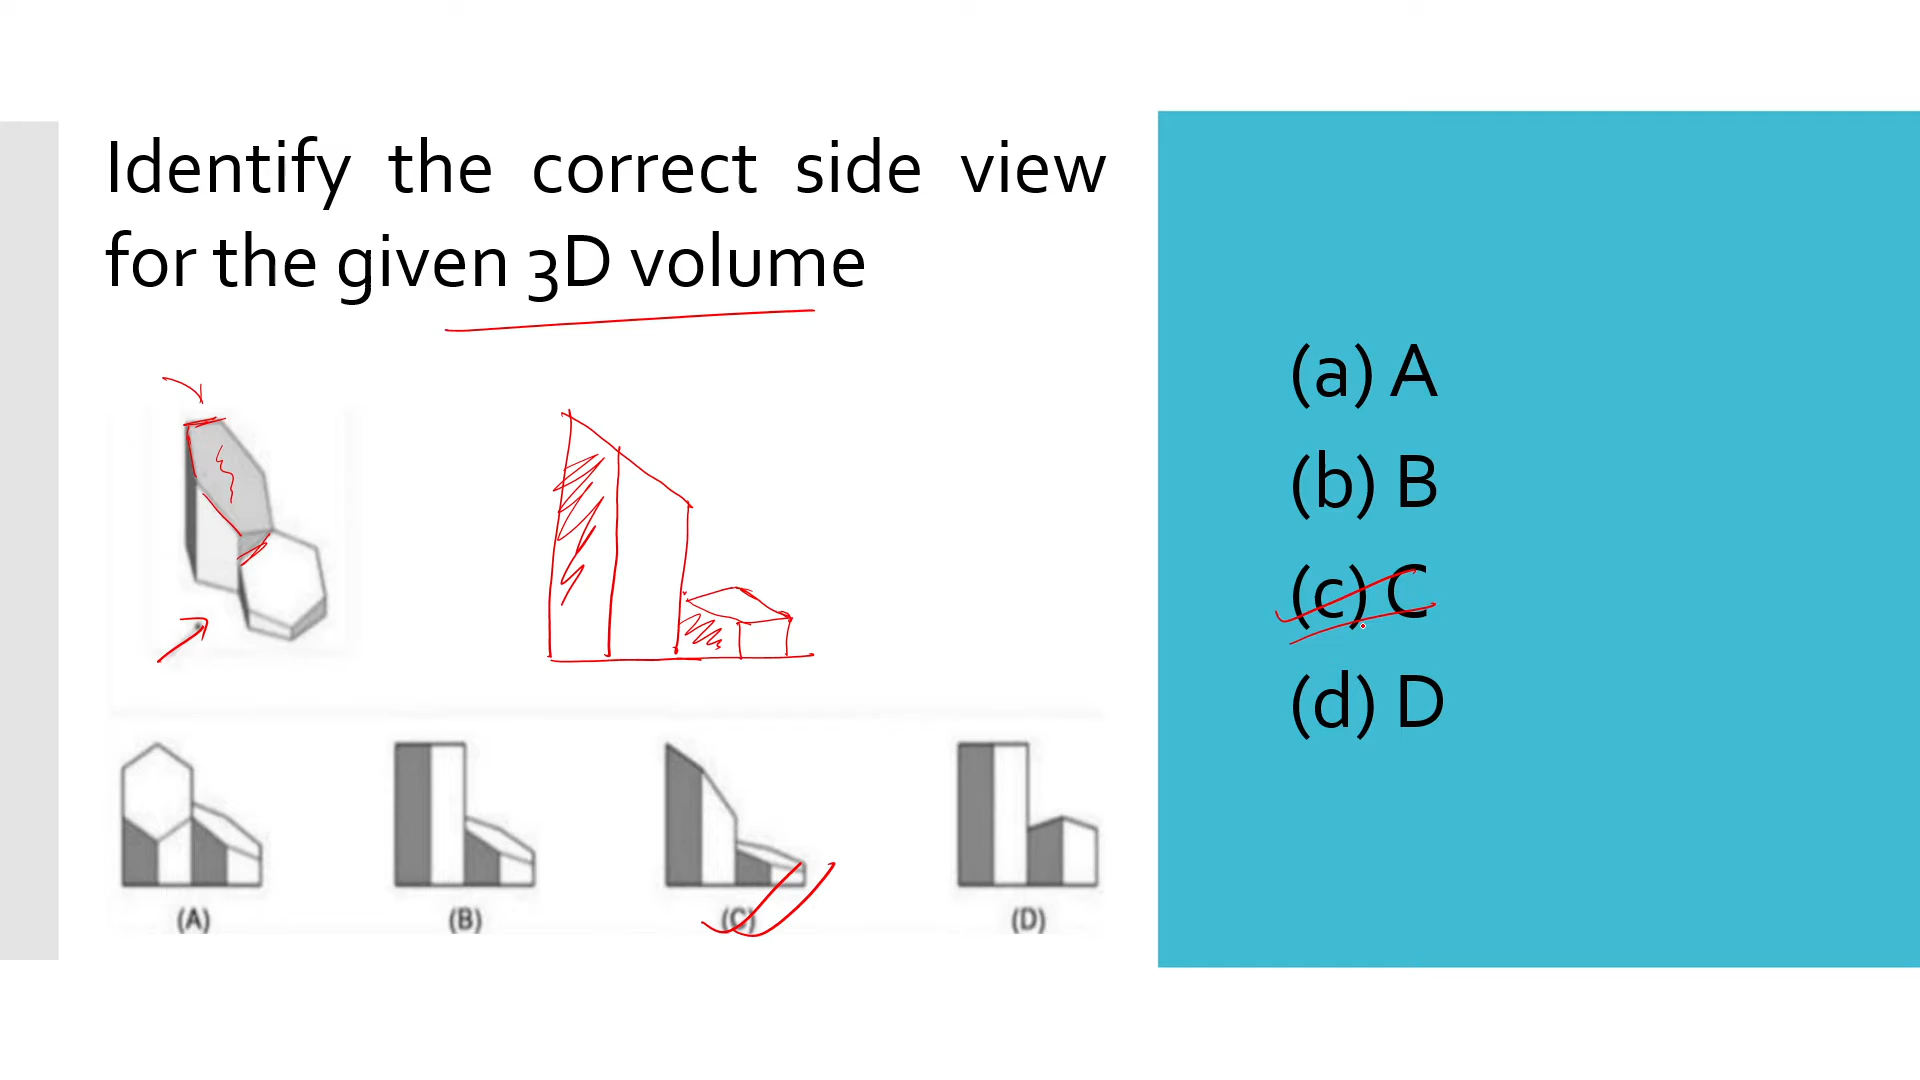 Identify the correct side view
for the given 3D volume
(A)
(B)
(C)
(D)
(a) A
(b) B
(c) C
(d) D